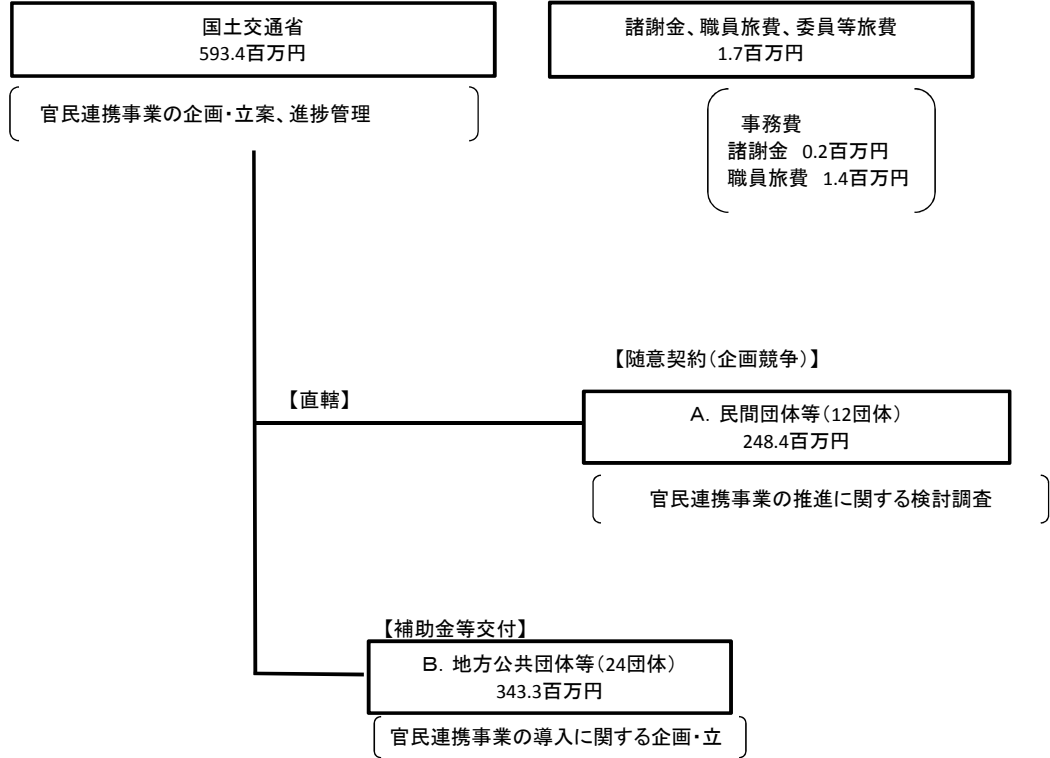 国土交通省
593.4百万円
官民連携事業の企画・立案、進捗管理
諸謝金、職員旅費、委員等旅費
1.7百万円
事務費
諸謝金 0.2百万円
職員旅費 1.4百万円
【随意契約(企画競争)】
【直轄】
A. 民間団体等(12団体)
248.4百万円
官民連携事業の推進に関する検討調査
【補助金等交付】
B. 地方公共団体等(24団体)
343.3百万円
官民連携事業の導入に関する企画・立